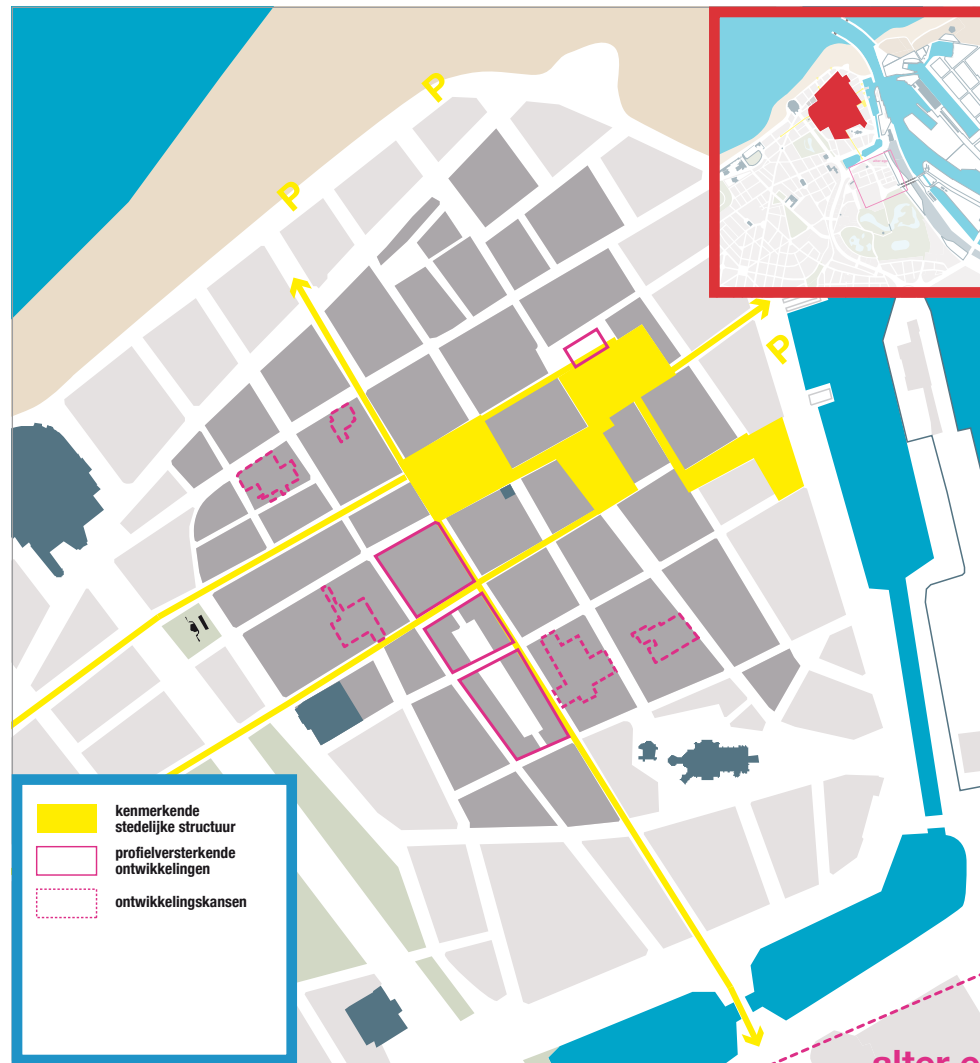 P
P
P
kenmerkende
stedelijke structuur
profielversterkende
ontwikkelingen
ontwikkelingskansen